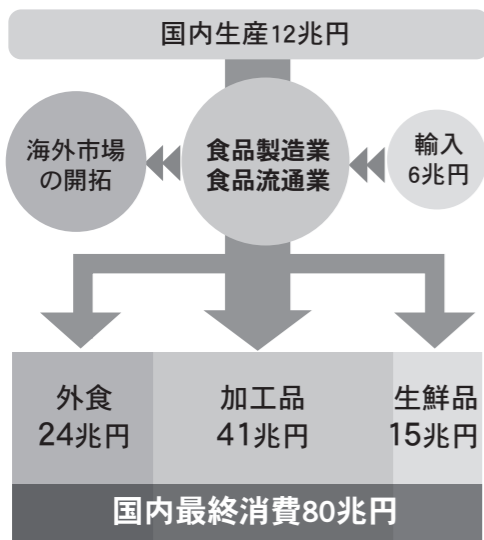 国内生産12兆円
海外市場
の開拓
食品製造業
食品流通業
輸入
6兆円
外食
24兆円
加工品
41兆円
生鮮品
15兆円
国内最終消費80兆円